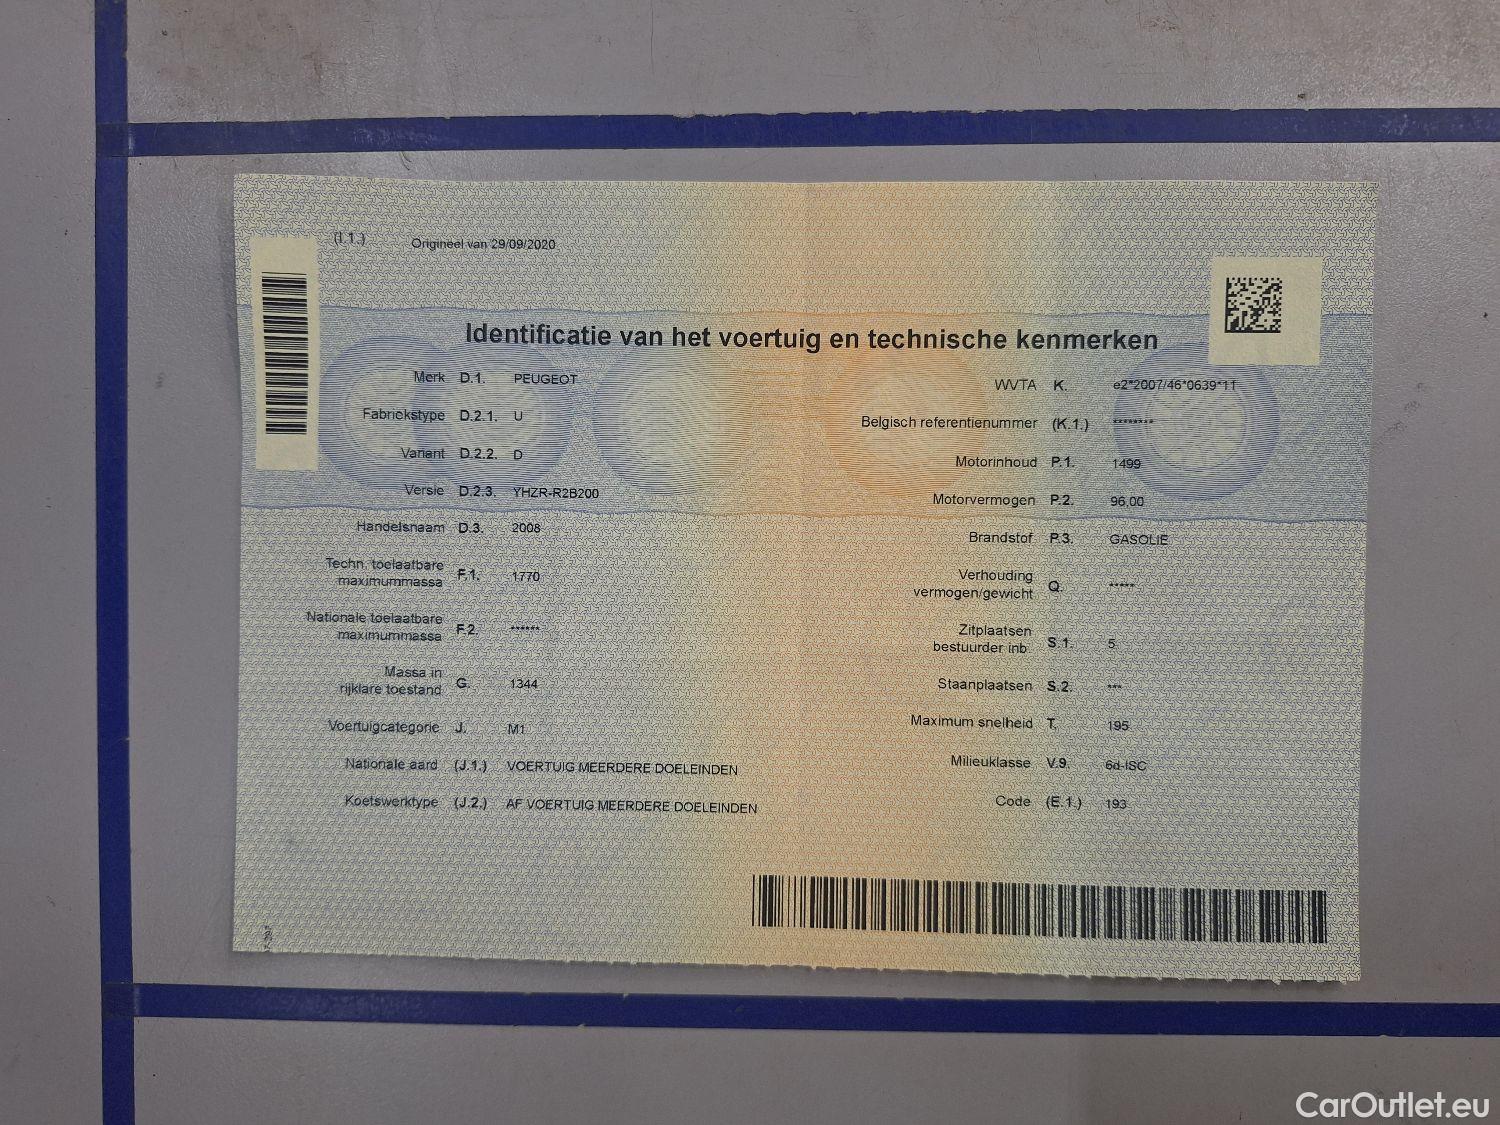 (I.1.) Origineel van 29/09/2020
Identificatie van het voertuig en technische kenmerken
Merk D.1. PEUGEOT
Fabriekstype D.2.1. U
Variant D.2.2. D
Versie D.2.3. YHZR-R2B200
Handelsnaam D.3. 2008
Techn. toelaatbare
maximummassa F.1. 1770
Nationale toelaatbare
maximummassa F.2. ******
Massa in
rijklare toestand G. 1344
Voertuigcategorie J. M1
Nationale aard (J.1.) VOERTUIG MEERDERE DOELEINDEN
Koetswerktype (J.2.) AF VOERTUIG MEERDERE DOELEINDEN
WVTA K. e2*2007/46*0639*11
Belgisch referentienummer (K.1.) ********
Motorinhoud P.1. 1499
Motorvermogen P.2. 96,00
Brandstof P.3. GASOLIE
Verhouding
vermogen/gewicht Q. *****
Zitplaatsen
bestuurder inb. S.1. 5
Staanplaatsen S.2. ***
Maximum snelheid T. 195
Milieuklasse V.9. 6d-ISC
Code (E.1.) 193
CarOutlet.eu